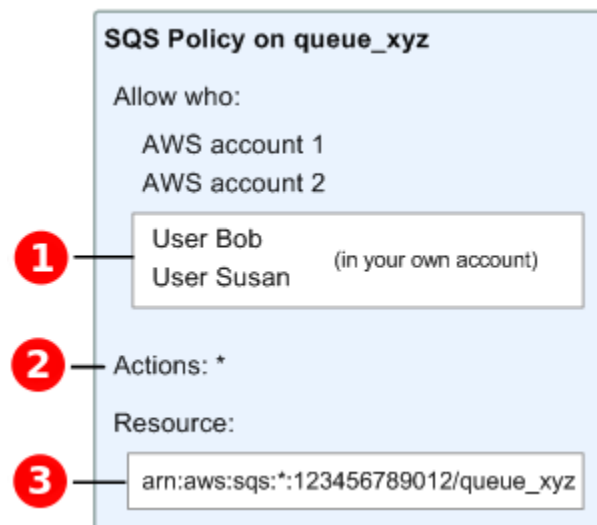 SQS Policy on queue_xyz
Allow who:
AWS account 1
AWS account 2
1
User Bob
User Susan
(in your own account)
2
Actions: *
Resource:
3
arn:aws:sqs:*:123456789012/queue_xyz